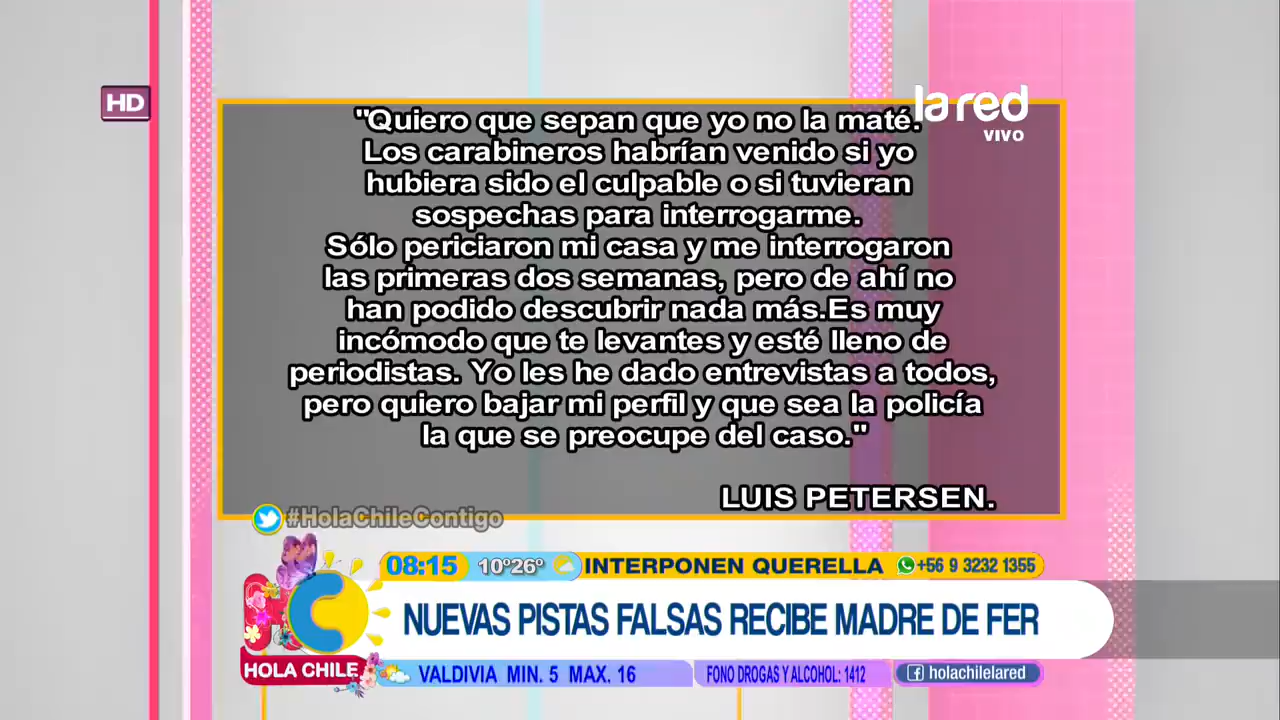 HD
la red
VIVO
"Quiero que sepan que yo no la maté.
Los carabineros habrían venido si yo
hubiera sido el culpable o si tuvieran
sospechas para interrogarme.
Sólo periciaron mi casa y me interrogaron
las primeras dos semanas, pero de ahí no
han podido descubrir nada más.Es muy
incómodo que te levantes y esté lleno de
periodistas. Yo les he dado entrevistas a todos,
pero quiero bajar mi perfil y que sea la policía
la que se preocupe del caso."
LUIS PETERSEN.
#HolaChileContigo
08:15 10º26º INTERPONEN QUERELLA +56 9 3232 1355
HC
NUEVAS PISTAS FALSAS RECIBE MADRE DE FER
HOLA CHILE
VALDIVIA MIN. 5 MAX. 16 FONO DROGAS Y ALCOHOL: 1412 holachilelared